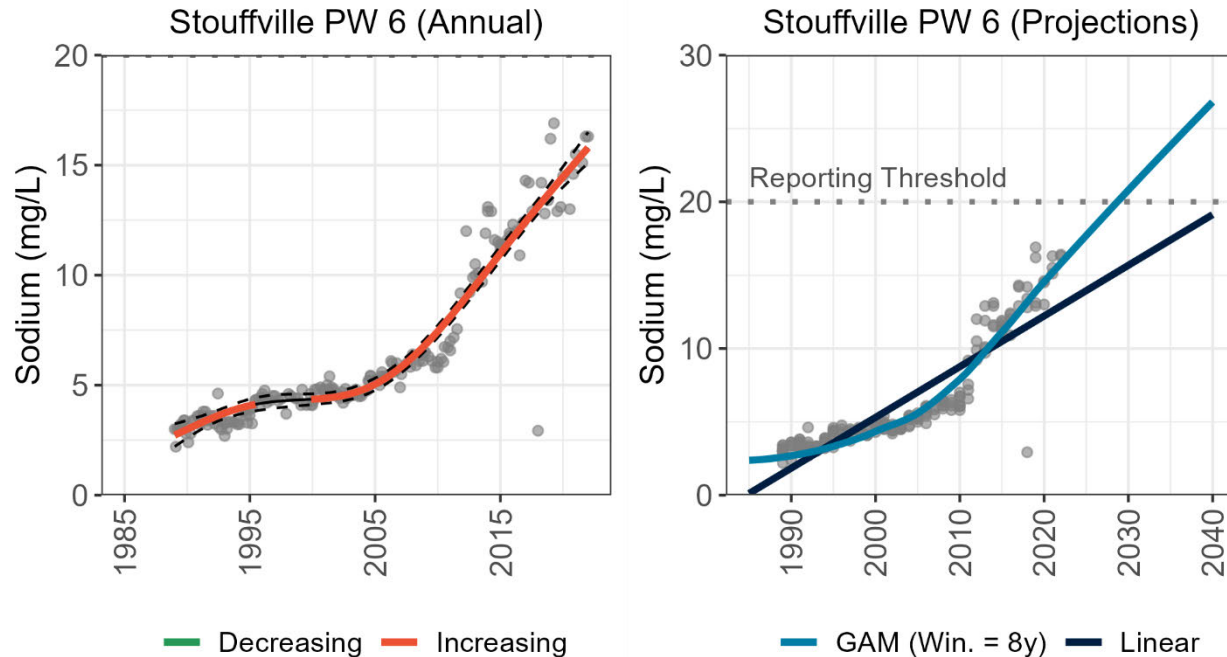 Stouffville PW 6 (Annual)
Sodium (mg/L)
20
15
10
5
0
1985
1995
2005
2015
Decreasing
Increasing
Stouffville PW 6 (Projections)
Sodium (mg/L)
30
20
10
0
Reporting Threshold
1990
2000
2010
2020
2030
2040
GAM (Win. = 8y)
Linear